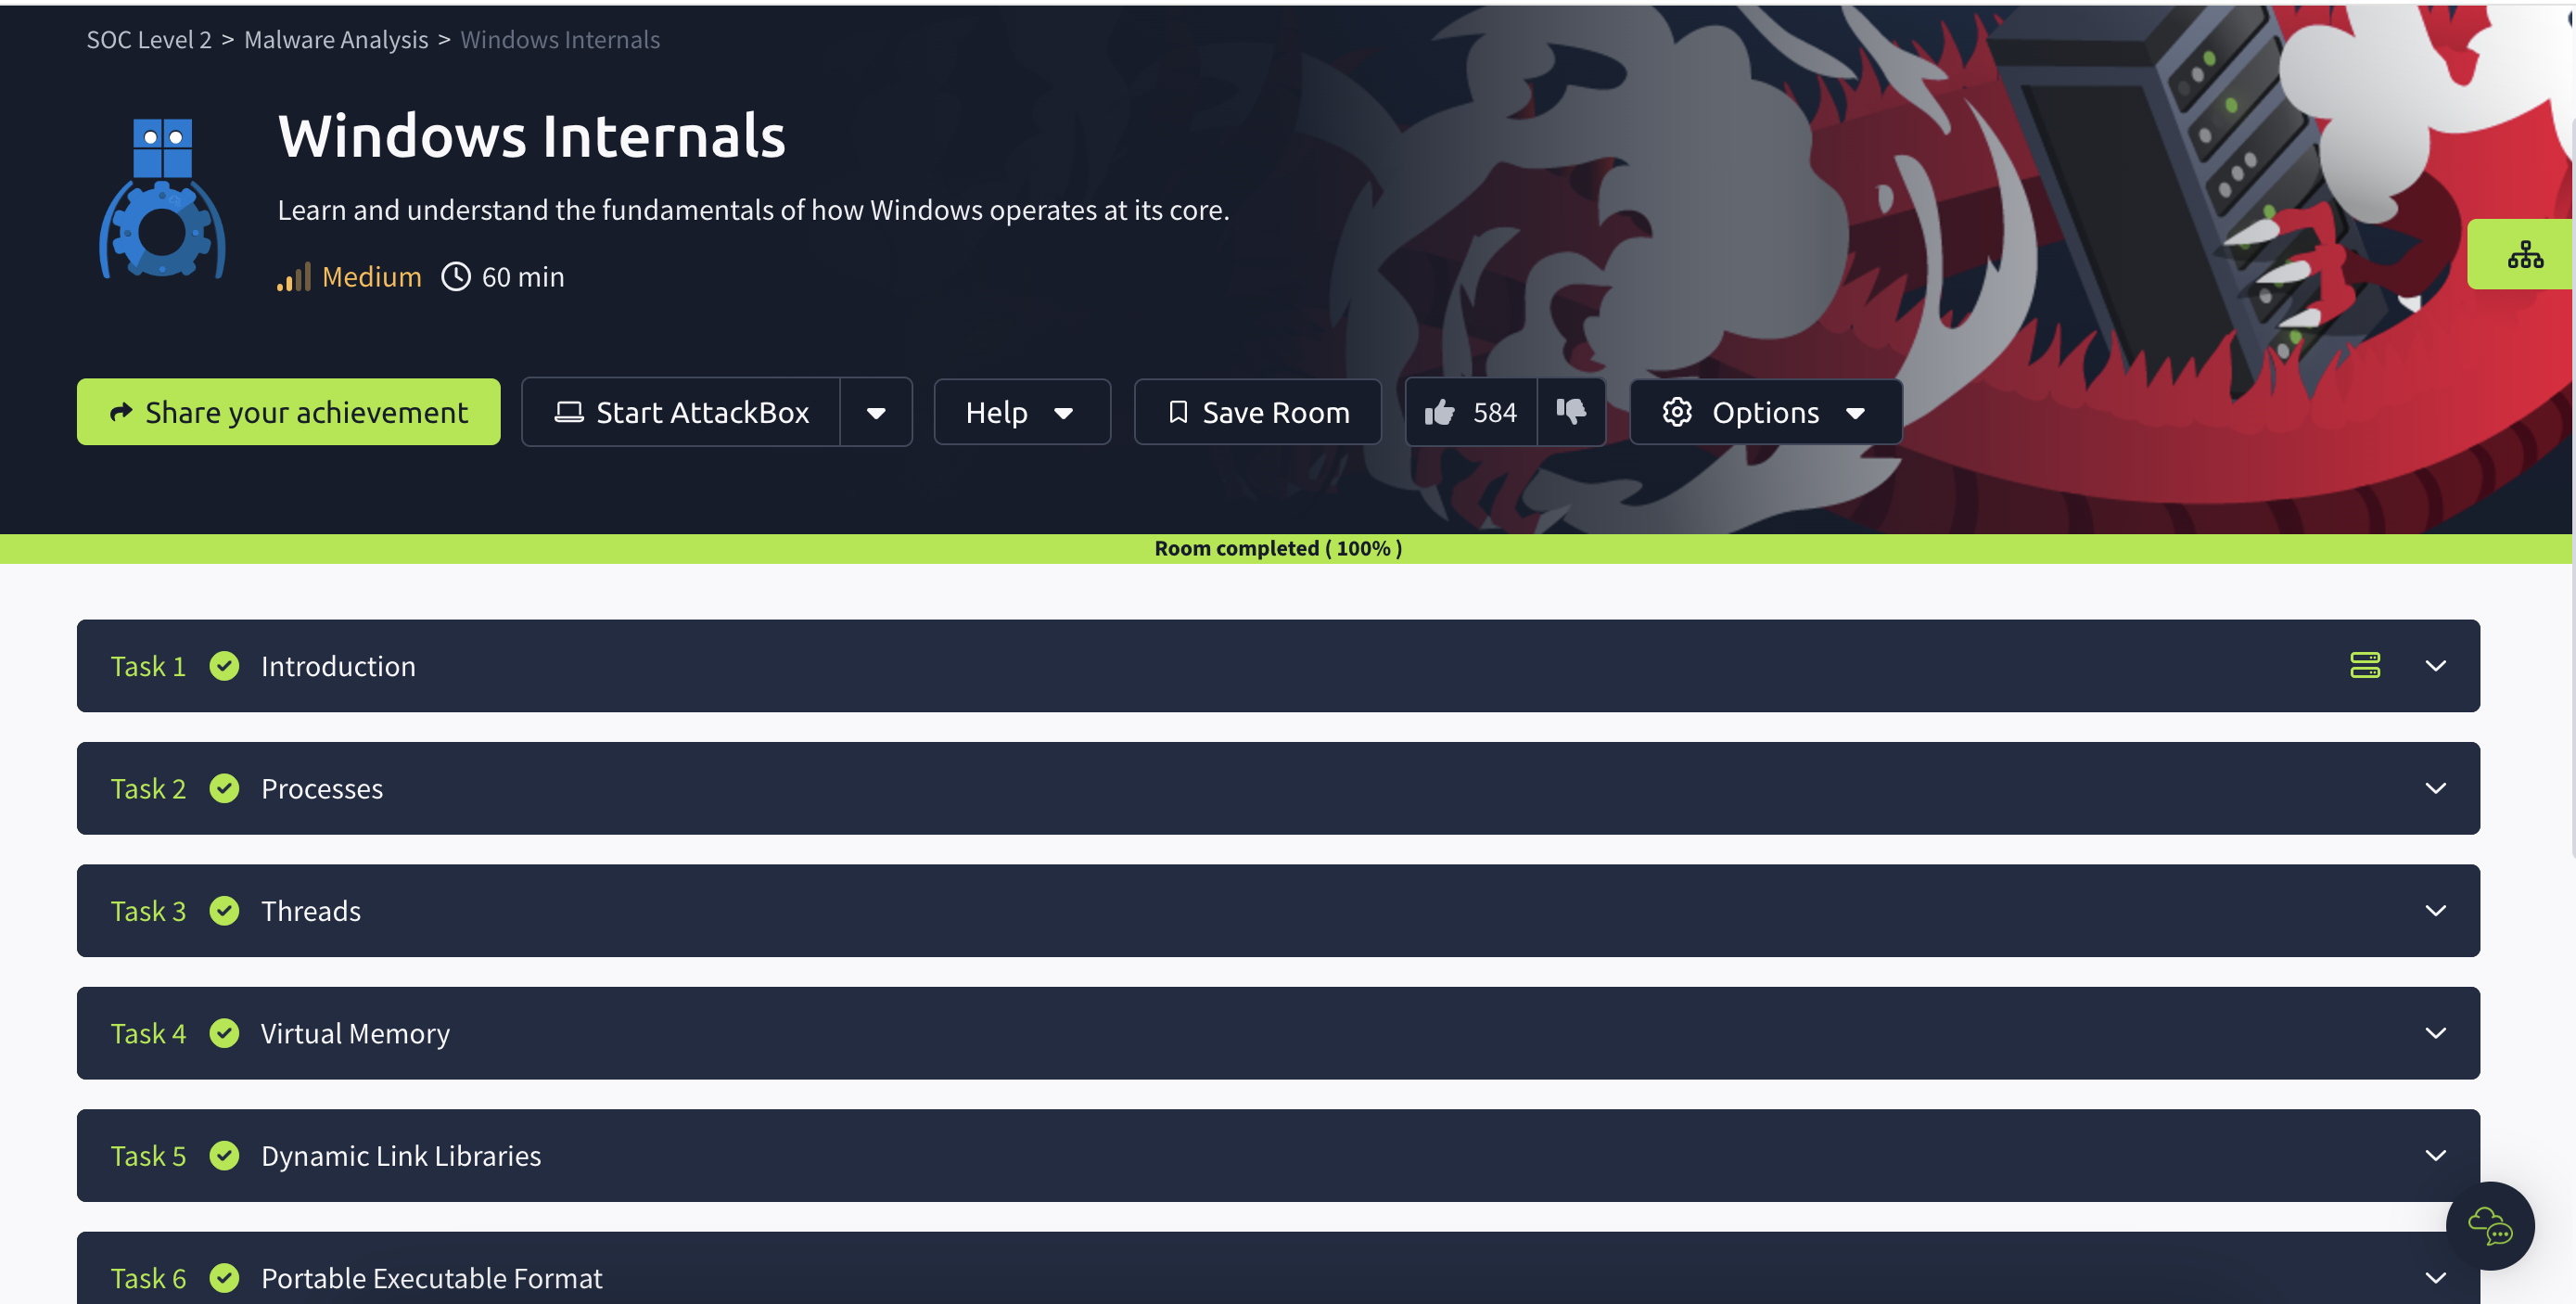 SOC Level 2 > Malware Analysis > Windows Internals
Windows Internals
Learn and understand the fundamentals of how Windows operates at its core.
Medium 60 min
Share your achievement Start AttackBox Help Save Room 584 Options
Room completed ( 100% )
Task 1 Introduction
Task 2 Processes
Task 3 Threads
Task 4 Virtual Memory
Task 5 Dynamic Link Libraries
Task 6 Portable Executable Format